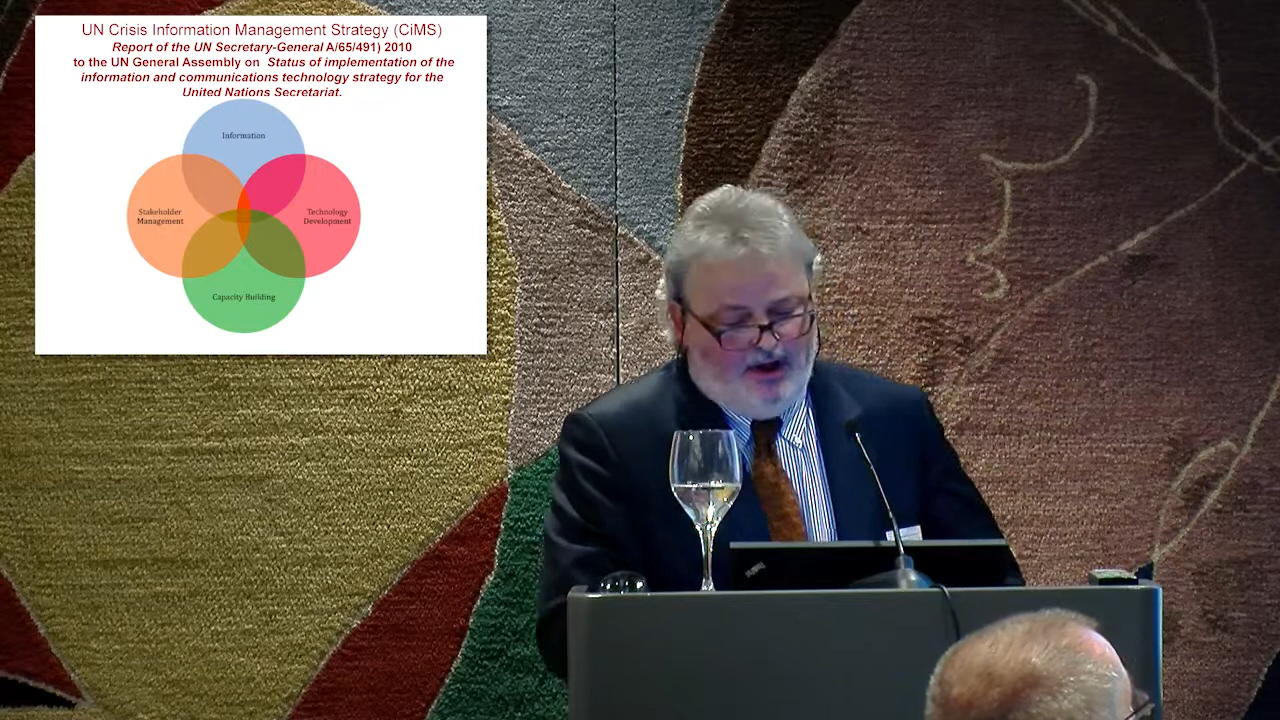 UN Crisis Information Management Strategy (CiMS)
Report of the UN Secretary-General A/65/491) 2010
to the UN General Assembly on Status of implementation of the
information and communications technology strategy for the
United Nations Secretariat.
Information
Stakeholder
Management
Technology
Development
Capacity Building